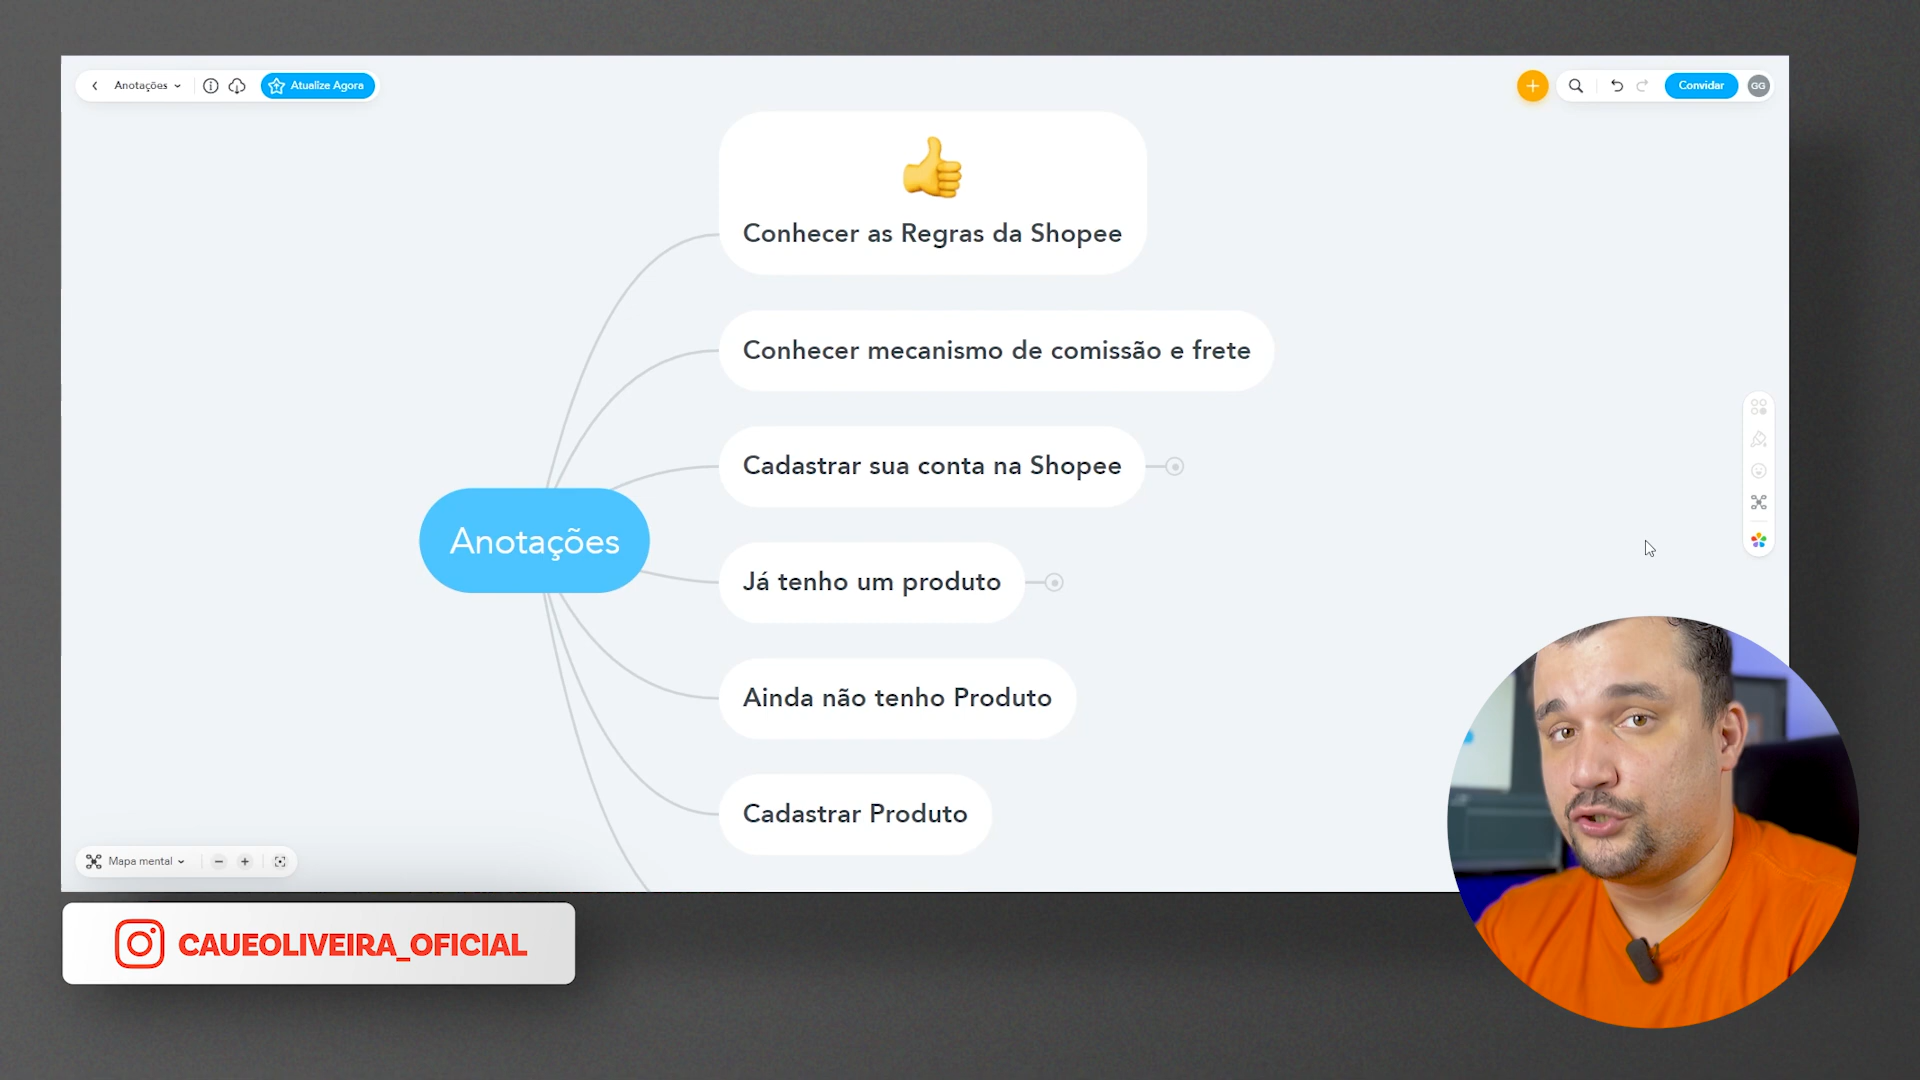 Anotações
Atualize Agora
Convidar
GG
Conhecer as Regras da Shopee
Conhecer mecanismo de comissão e frete
Cadastrar sua conta na Shopee
Anotações
Já tenho um produto
Ainda não tenho Produto
Cadastrar Produto
Mapa mental
CAUEOLIVEIRA_OFICIAL